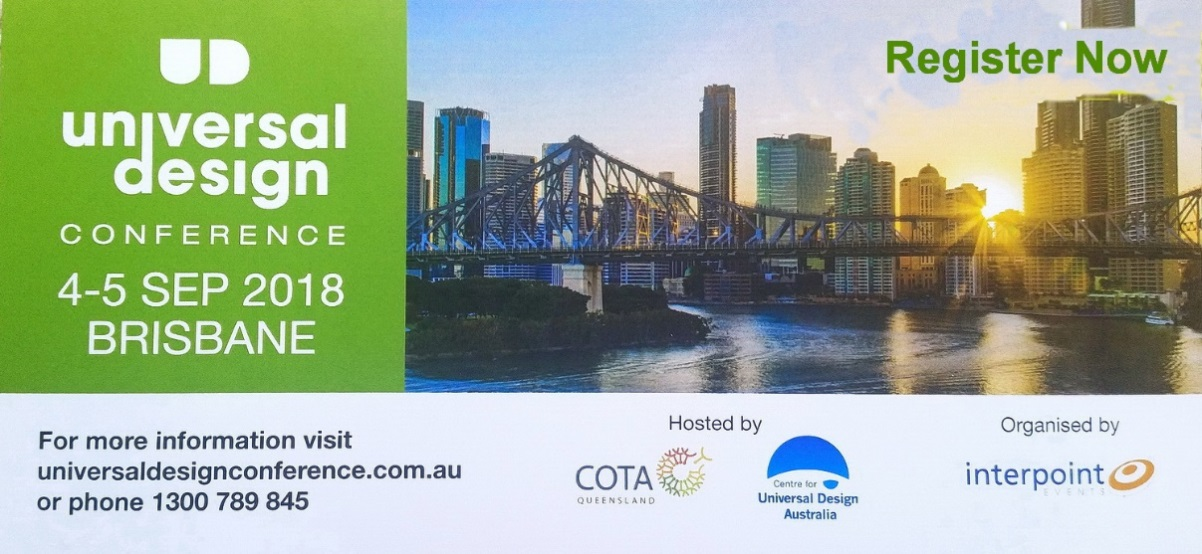 UD
universal
design
CONFERENCE
4-5 SEP 2018
BRISBANE
Register Now
For more information visit
universaldesignconference.com.au
or phone 1300 789 845
Hosted by
COTA
QUEENSLAND
Centre for
Universal Design
Australia
Organised by
interpoint
EVENTS